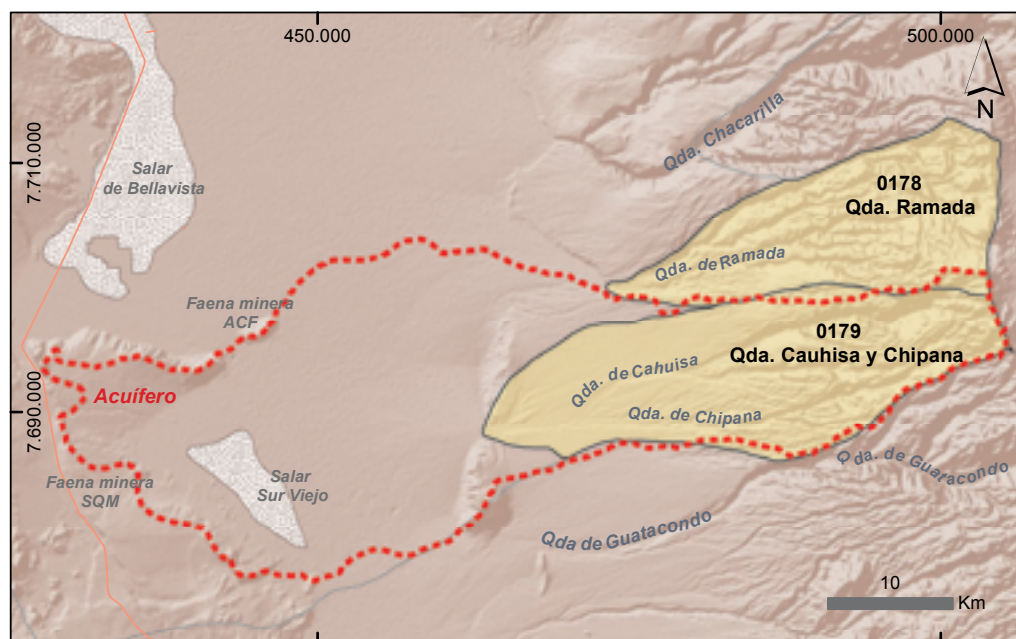 450.000
500.000
N
7.710.000
7.690.000
Salar
de Bellavista
Qda. Chacarilla
0178
Qda. Ramada
Qda. de Ramada
Faena minera
ACF
0179
Qda. Cauhisa y Chipana
Qda. de Cahuisa
Acuífero
Qda. de Chipana
Qda. de Guaracondo
Faena minera
SQM
Salar
Sur Viejo
Qda de Guatacondo
10
Km